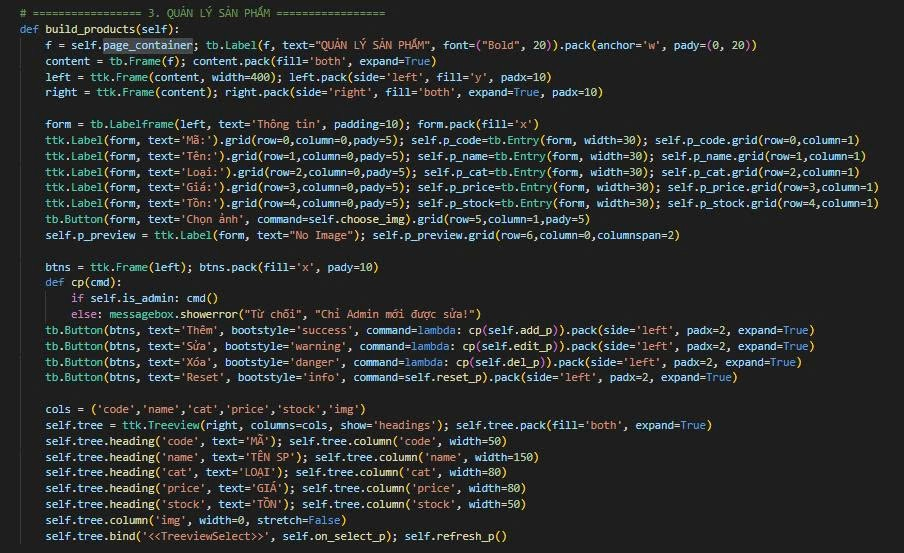 # ================= 3. QUẢN LÝ SẢN PHẨM =================
def build_products(self):
    f = self.page_container; tb.Label(f, text="QUẢN LÝ SẢN PHẨM", font=("Bold", 20)).pack(anchor='w', pady=(0, 20))
    content = tb.Frame(f); content.pack(fill='both', expand=True)
    left = ttk.Frame(content, width=400); left.pack(side='left', fill='y', padx=10)
    right = ttk.Frame(content); right.pack(side='right', fill='both', expand=True, padx=10)

    form = tb.Labelframe(left, text='Thông tin', padding=10); form.pack(fill='x')
    ttk.Label(form, text='Mã:').grid(row=0,column=0,pady=5); self.p_code=tb.Entry(form, width=30); self.p_code.grid(row=0,column=1)
    ttk.Label(form, text='Tên:').grid(row=1,column=0,pady=5); self.p_name=tb.Entry(form, width=30); self.p_name.grid(row=1,column=1)
    ttk.Label(form, text='Loại:').grid(row=2,column=0,pady=5); self.p_cat=tb.Entry(form, width=30); self.p_cat.grid(row=2,column=1)
    ttk.Label(form, text='Giá:').grid(row=3,column=0,pady=5); self.p_price=tb.Entry(form, width=30); self.p_price.grid(row=3,column=1)
    ttk.Label(form, text='Tồn:').grid(row=4,column=0,pady=5); self.p_stock=tb.Entry(form, width=30); self.p_stock.grid(row=4,column=1)
    tb.Button(form, text='Chọn ảnh', command=self.choose_img).grid(row=5,column=1,pady=5)
    self.p_preview = ttk.Label(form, text="No Image"); self.p_preview.grid(row=6,column=0,columnspan=2)

    btns = ttk.Frame(left); btns.pack(fill='x', pady=10)
    def cp(cmd):
        if self.is_admin: cmd()
        else: messagebox.showerror("Từ chối", "Chỉ Admin mới được sửa!")
    tb.Button(btns, text='Thêm', bootstyle='success', command=lambda: cp(self.add_p)).pack(side='left', padx=2, expand=True)
    tb.Button(btns, text='Sửa', bootstyle='warning', command=lambda: cp(self.edit_p)).pack(side='left', padx=2, expand=True)
    tb.Button(btns, text='Xóa', bootstyle='danger', command=lambda: cp(self.del_p)).pack(side='left', padx=2, expand=True)
    tb.Button(btns, text='Reset', bootstyle='info', command=self.reset_p).pack(side='left', padx=2, expand=True)

    cols = ('code','name','cat','price','stock','img')
    self.tree = ttk.Treeview(right, columns=cols, show='headings'); self.tree.pack(fill='both', expand=True)
    self.tree.heading('code', text='MÃ'); self.tree.column('code', width=50)
    self.tree.heading('name', text='TÊN SP'); self.tree.column('name', width=150)
    self.tree.heading('cat', text='LOẠI'); self.tree.column('cat', width=80)
    self.tree.heading('price', text='GIÁ'); self.tree.column('price', width=80)
    self.tree.heading('stock', text='TỒN'); self.tree.column('stock', width=50)
    self.tree.column('img', width=0, stretch=False)
    self.tree.bind('<<TreeviewSelect>>', self.on_select_p); self.refresh_p()